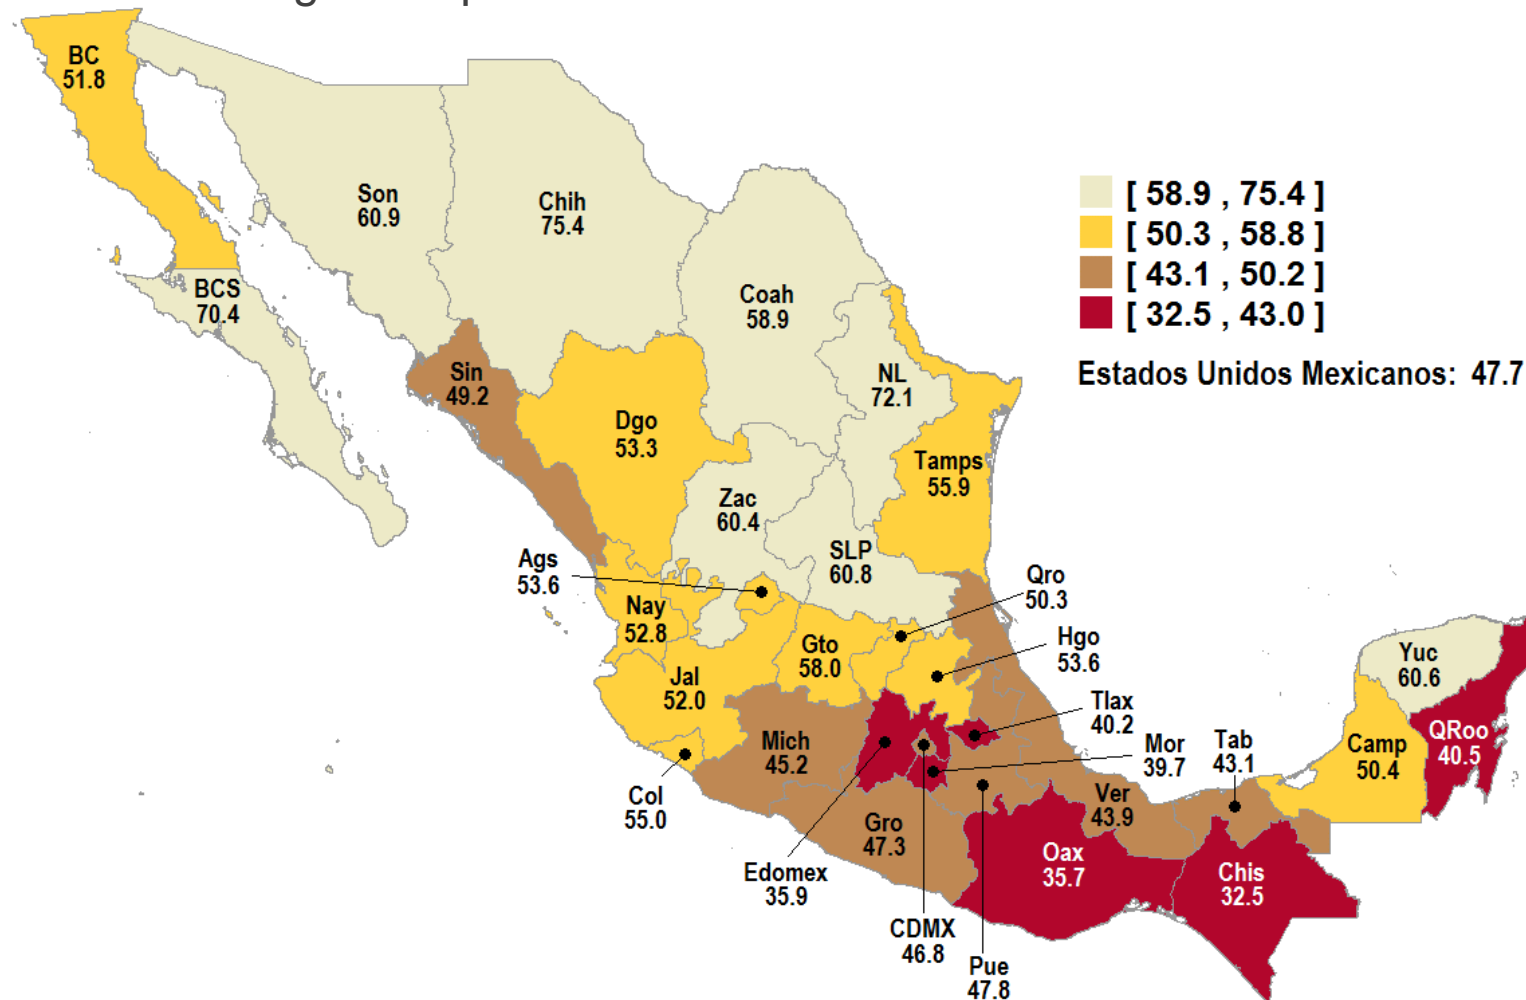 BC
51.8
Son
60.9
Chih
75.4
BCS
70.4
Coah
58.9
NL
72.1
Sin
49.2
Dgo
53.3
Tamps
55.9
Zac
60.4
SLP
60.8
Ags
53.6
Nay
52.8
Qro
50.3
Hgo
53.6
Gto
58.0
Jal
52.0
Tlax
40.2
Mich
45.2
Mor
39.7
Tab
43.1
Col
55.0
Gro
47.3
Ver
43.9
Edomex
35.9
Oax
35.7
Chis
32.5
CDMX
46.8
Pue
47.8
Yuc
60.6
Camp
50.4
QRoo
40.5
[ 58.9 , 75.4 ]
[ 50.3 , 58.8 ]
[ 43.1 , 50.2 ]
[ 32.5 , 43.0 ]
Estados Unidos Mexicanos: 47.7